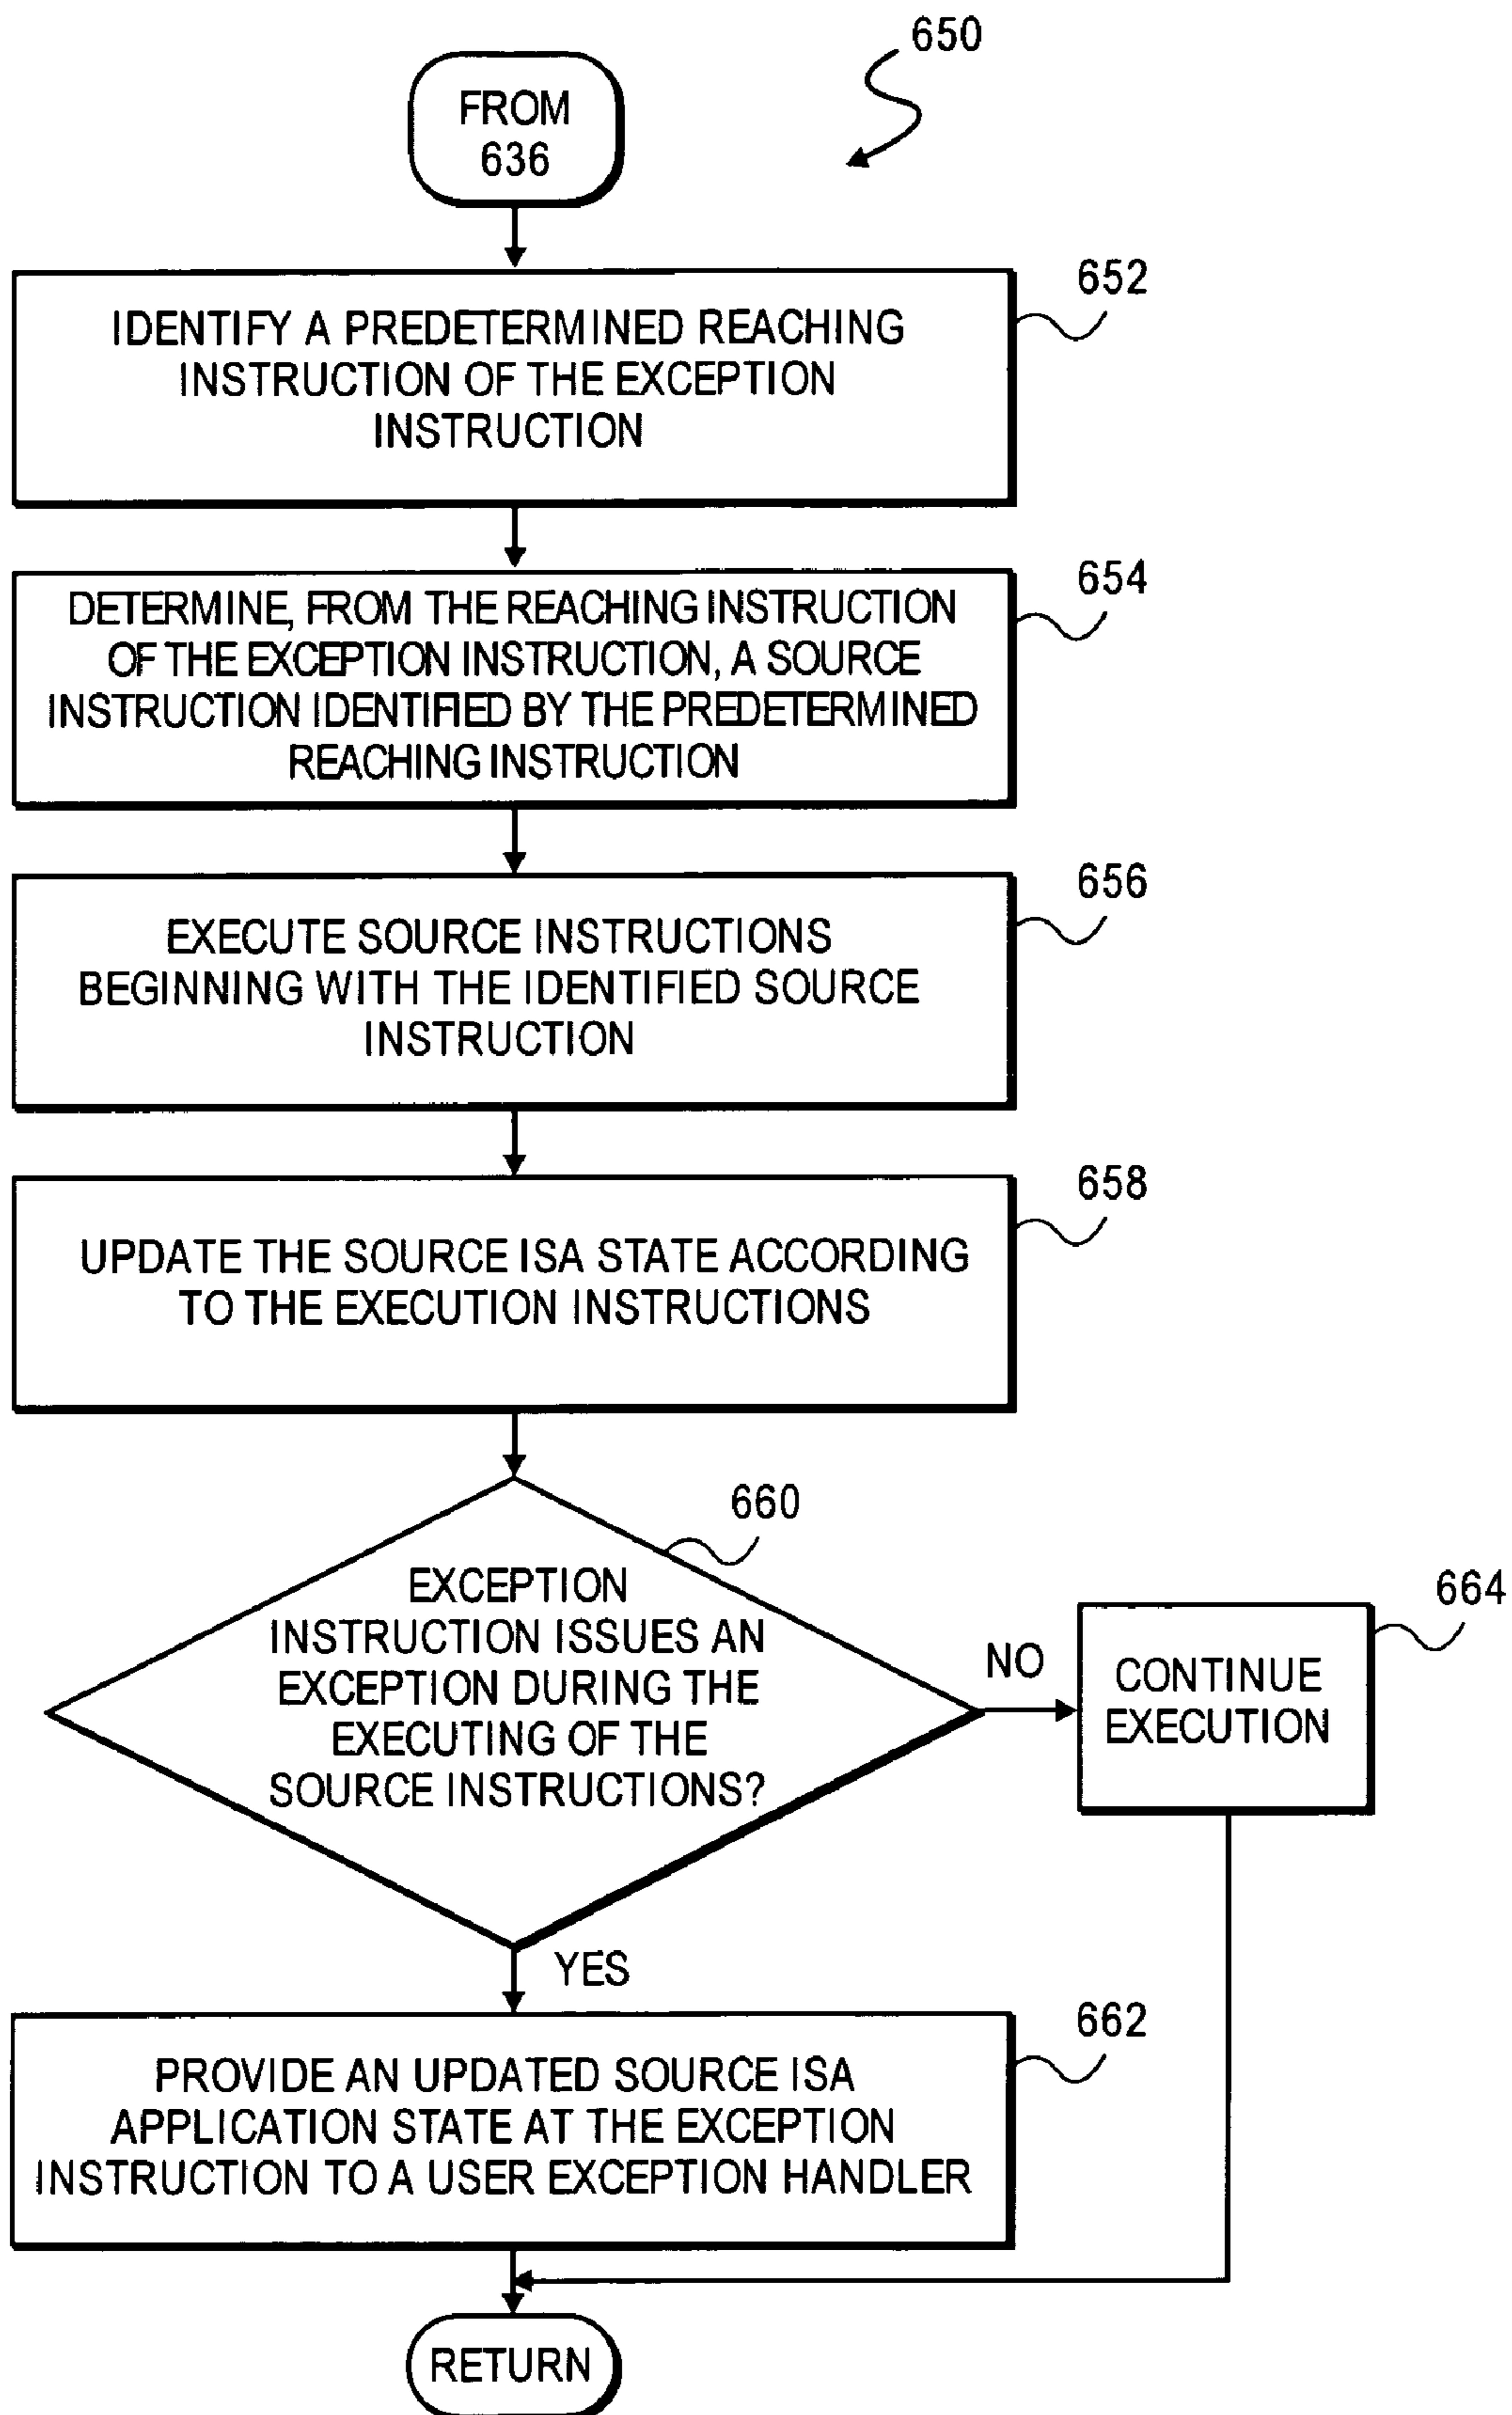 650
FROM
636
652
IDENTIFY A PREDETERMINED REACHING
INSTRUCTION OF THE EXCEPTION
INSTRUCTION
654
DETERMINE, FROM THE REACHING INSTRUCTION
OF THE EXCEPTION INSTRUCTION, A SOURCE
INSTRUCTION IDENTIFIED BY THE PREDETERMINED
REACHING INSTRUCTION
656
EXECUTE SOURCE INSTRUCTIONS
BEGINNING WITH THE IDENTIFIED SOURCE
INSTRUCTION
658
UPDATE THE SOURCE ISA STATE ACCORDING
TO THE EXECUTION INSTRUCTIONS
660
EXCEPTION
INSTRUCTION ISSUES AN
EXCEPTION DURING THE
EXECUTING OF THE
SOURCE INSTRUCTIONS?
NO
664
CONTINUE
EXECUTION
YES
662
PROVIDE AN UPDATED SOURCE ISA
APPLICATION STATE AT THE EXCEPTION
INSTRUCTION TO A USER EXCEPTION HANDLER
RETURN